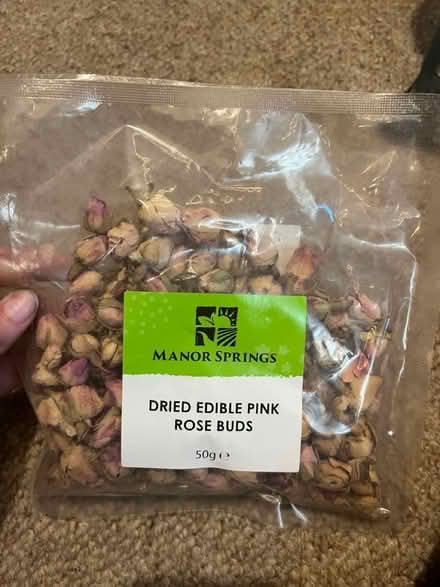 MANOR SPRINGS
DRIED EDIBLE PINK
ROSE BUDS
50g ℮